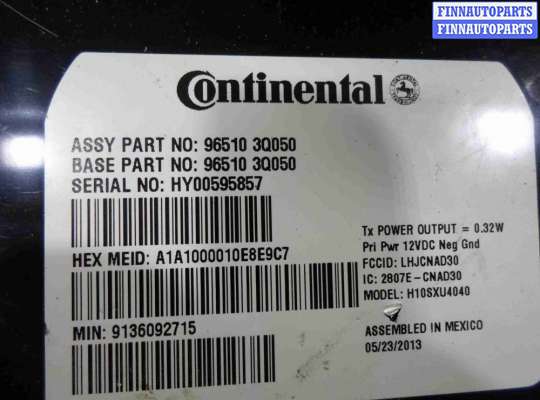 FINNAUTOPARTS
FINNAUTOPARTS
Continental
ASSY PART NO: 96510 3Q050
BASE PART NO: 96510 3Q050
SERIAL NO: HY00595857
HEX MEID: A1A1000010E8E9C7
MIN: 9136092715
Tx POWER OUTPUT = 0.32W
Pri Pwr 12VDC Neg Gnd
FCCID: LHJCNAD30
IC: 2807E-CNAD30
MODEL: H10SXU4040
ASSEMBLED IN MEXICO
05/23/2013